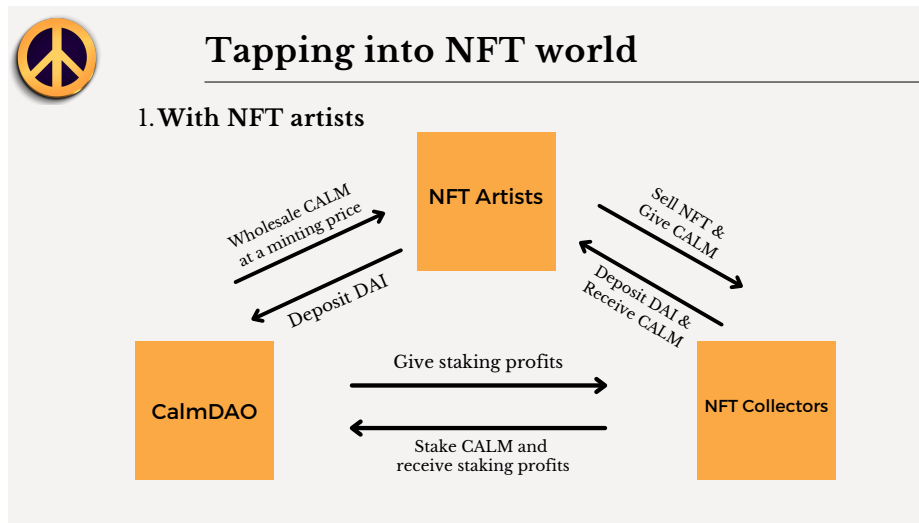 Tapping into NFT world
1. With NFT artists
NFT Artists
Wholesale CALM
at a minting price
Deposit DAI
Sell NFT &
Give CALM
Deposit DAI &
Receive CALM
CalmDAO
Give staking profits
Stake CALM and
receive staking profits
NFT Collectors